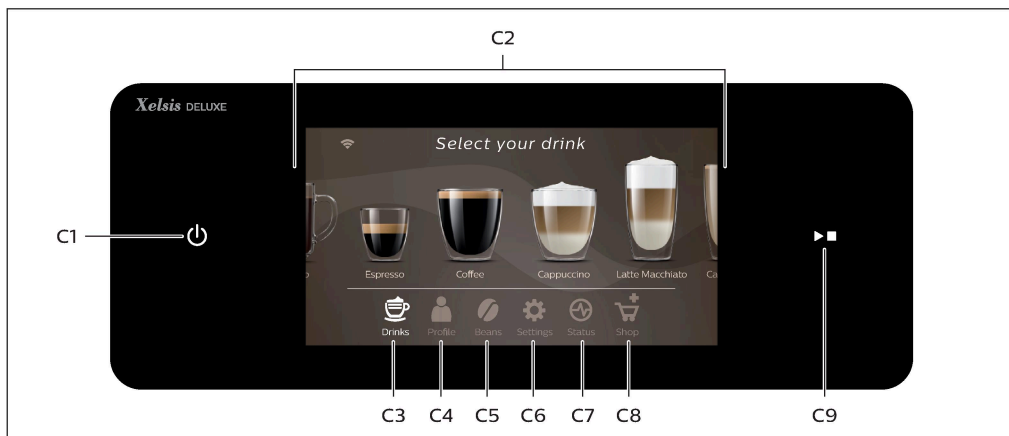 C2
Xelsis DELUXE
Select your drink
C1
Espresso Coffee Cappuccino Latte Macchiato Ca
Drinks Profile Beans Settings Status Shop
C3 C4 C5 C6 C7 C8 C9